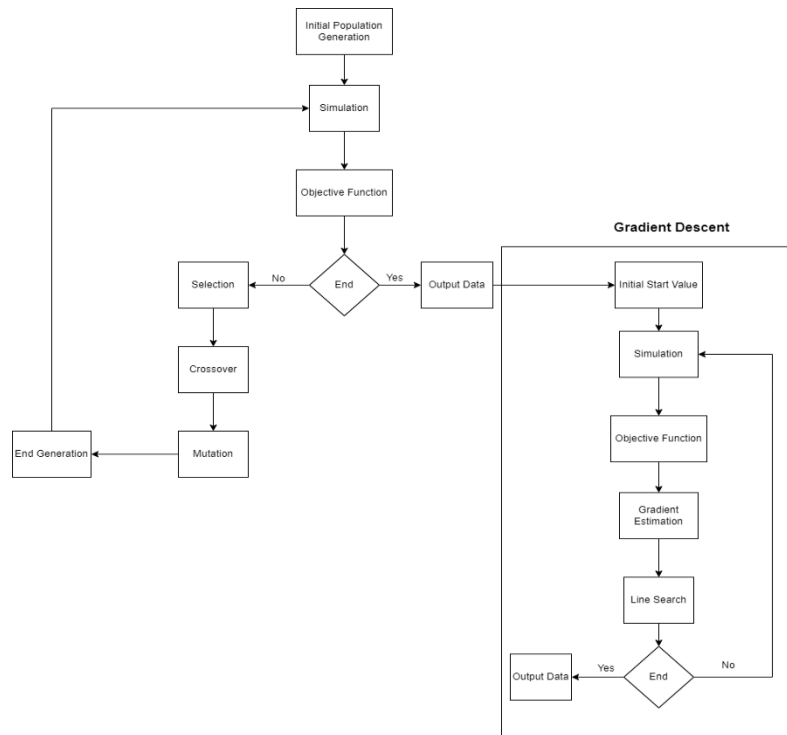 Initial Population
Generation
Simulation
Objective Function
Gradient Descent
Selection
No
End
Yes
Output Data
Initial Start Value
Simulation
Crossover
Objective Function
End Generation
Mutation
Gradient
Estimation
Line Search
Output Data
Yes
End
No